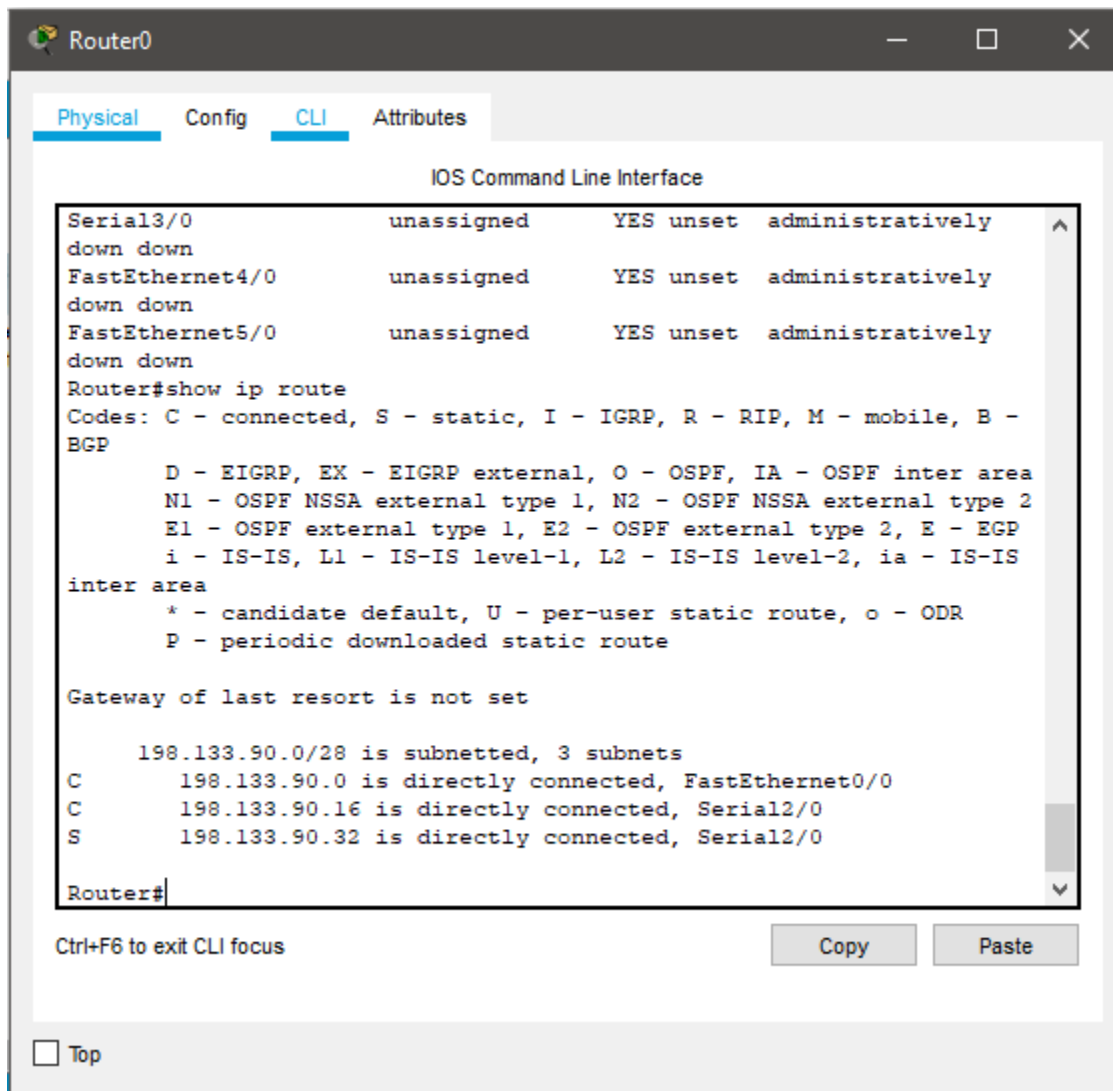 Router0
Physical Config CLI Attributes
IOS Command Line Interface
Serial3/0 unassigned YES unset administratively
down down
FastEthernet4/0 unassigned YES unset administratively
down down
FastEthernet5/0 unassigned YES unset administratively
down down
Router#show ip route
Codes: C - connected, S - static, I - IGRP, R - RIP, M - mobile, B -
BGP
D - EIGRP, EX - EIGRP external, O - OSPF, IA - OSPF inter area
N1 - OSPF NSSA external type 1, N2 - OSPF NSSA external type 2
E1 - OSPF external type 1, E2 - OSPF external type 2, E - EGP
i - IS-IS, L1 - IS-IS level-1, L2 - IS-IS level-2, ia - IS-IS
inter area
* - candidate default, U - per-user static route, o - ODR
P - periodic downloaded static route
Gateway of last resort is not set
198.133.90.0/28 is subnetted, 3 subnets
C 198.133.90.0 is directly connected, FastEthernet0/0
C 198.133.90.16 is directly connected, Serial2/0
S 198.133.90.32 is directly connected, Serial2/0
Router#
Ctrl+F6 to exit CLI focus
Copy Paste
Top